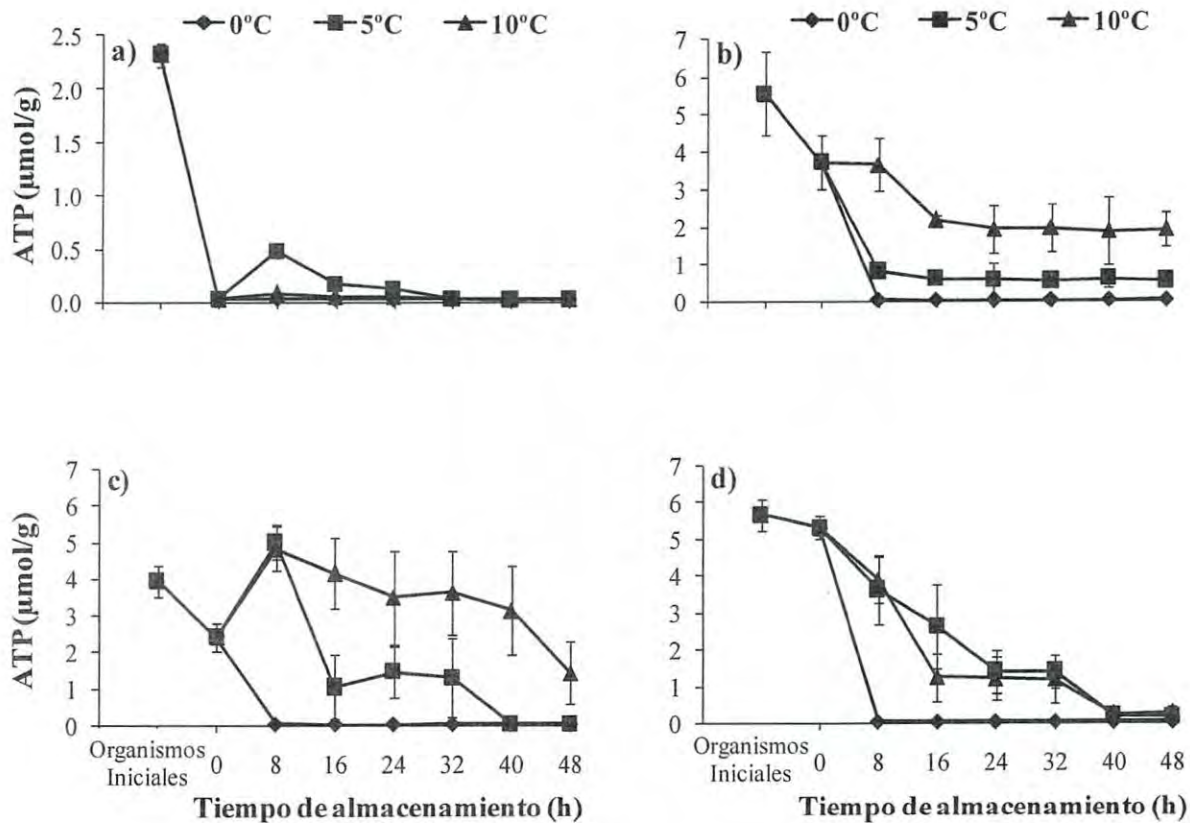 0ºC 5ºC 10ºC
a)
2.5
2.0
1.5
1.0
0.5
0.0
ATP (µmol/g)
0ºC 5ºC 10ºC
b)
7
6
5
4
3
2
1
0
c)
7
6
5
4
3
2
1
0
ATP (µmol/g)
Organismos
Iniciales
0 8 16 24 32 40 48
Tiempo de almacenamiento (h)
d)
7
6
5
4
3
2
1
0
Organismos
Iniciales
0 8 16 24 32 40 48
Tiempo de almacenamiento (h)